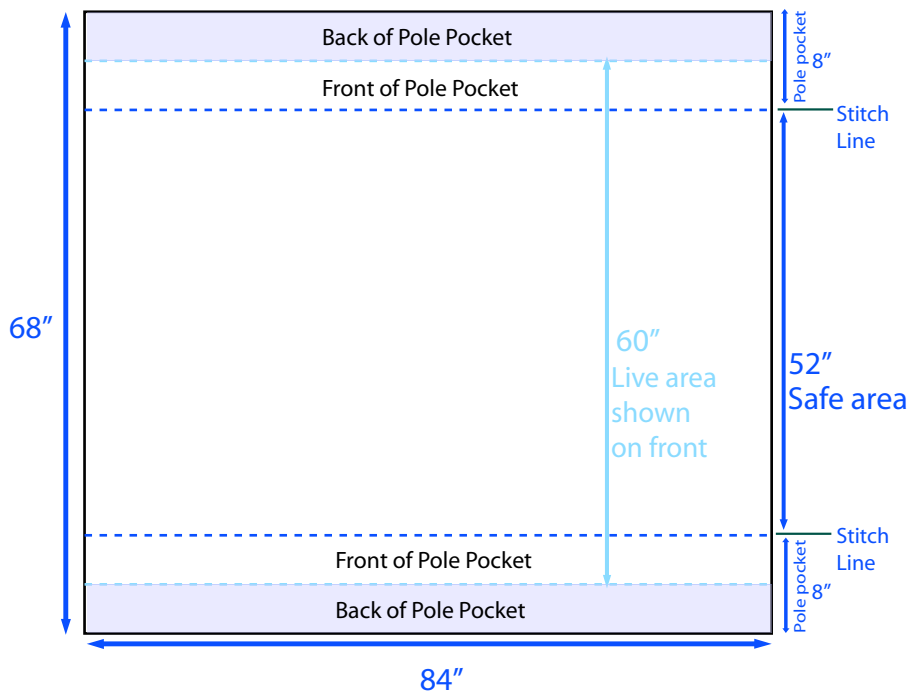 Back of Pole Pocket
Front of Pole Pocket
Pole pocket
8”
Stitch
Line
68”
60”
Live area
shown
on front
52”
Safe area
Stitch
Line
Front of Pole Pocket
Back of Pole Pocket
Pole pocket
8”
84”